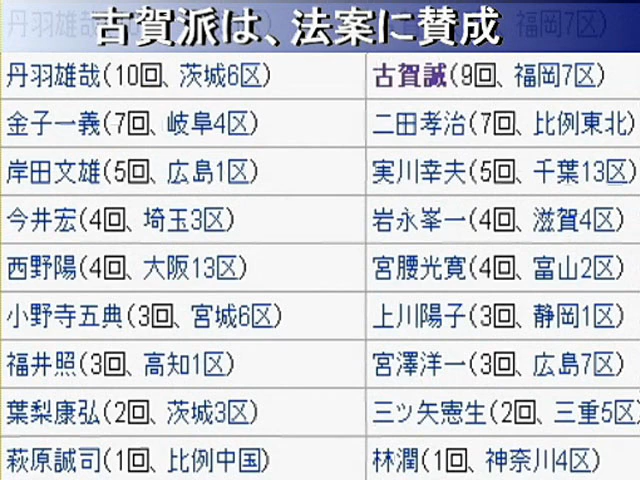 古賀派は、法案に賛成
丹羽雄哉(10回、茨城6区)
古賀誠(9回、福岡7区)
金子一義(7回、岐阜4区)
二田孝治(7回、比例東北)
岸田文雄(5回、広島1区)
実川幸夫(5回、千葉13区)
今井宏(4回、埼玉3区)
岩永峯一(4回、滋賀4区)
西野陽(4回、大阪13区)
宮腰光寛(4回、富山2区)
小野寺五典(3回、宮城6区)
上川陽子(3回、静岡1区)
福井照(3回、高知1区)
宮澤洋一(3回、広島7区)
葉梨康弘(2回、茨城3区)
三ツ矢憲生(2回、三重5区)
萩原誠司(1回、比例中国)
林潤(1回、神奈川4区)